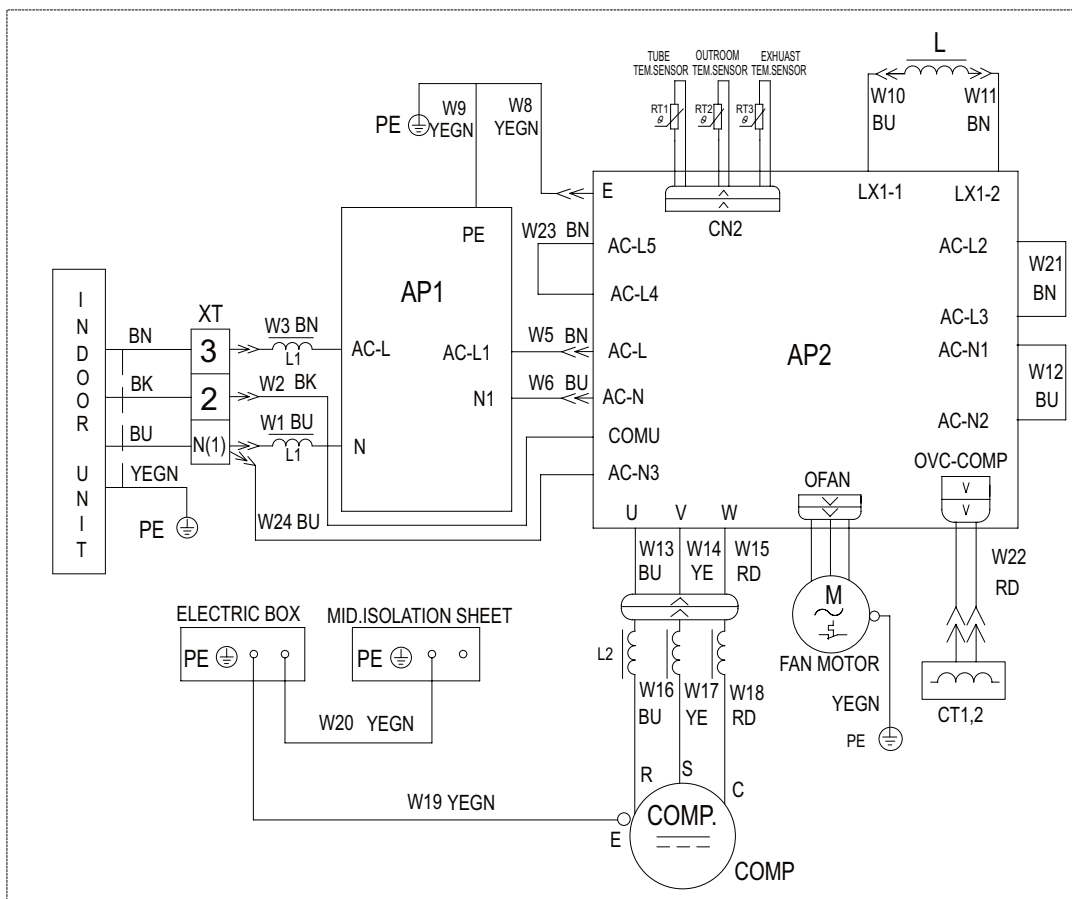 L
TUBE TEM.SENSOR
OUTROOM TEM.SENSOR
EXHUAST TEM.SENSOR
W10 BU
W11 BN
RT1 θ
RT2 θ
RT3 θ
PE
W9 YEGN
W8 YEGN
E
CN2
LX1-1
LX1-2
PE
AP1
W23 BN
AC-L5
AC-L4
AC-L2
W21 BN
AC-L3
INDOOR UNIT
XT
BN
3
W3 BN
L1
AC-L
AC-L1
W5 BN
AC-L
AP2
AC-N1
W12 BU
AC-N2
BK
2
W2 BK
N1
W6 BU
AC-N
BU
N(1)
W1 BU
L1
N
COMU
AC-N3
YEGN
PE
W24 BU
OVC-COMP
V
V
OFAN
U
V
W
W13 BU
W14 YE
W15 RD
W22 RD
M
FAN MOTOR
YEGN
PE
CT1,2
ELECTRIC BOX
PE
MID.ISOLATION SHEET
PE
L2
W16 BU
W17 YE
W18 RD
W20 YEGN
W19 YEGN
R
S
C
E
COMP.
COMP